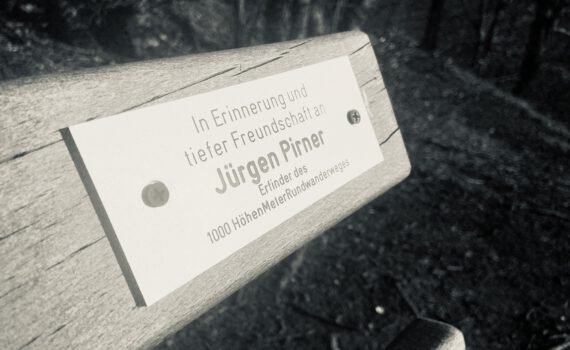 In Erinnerung und
tiefer Freundschaft an
Jürgen Pirner
Erfinder des
1000 HöhenMeterRundwanderweges